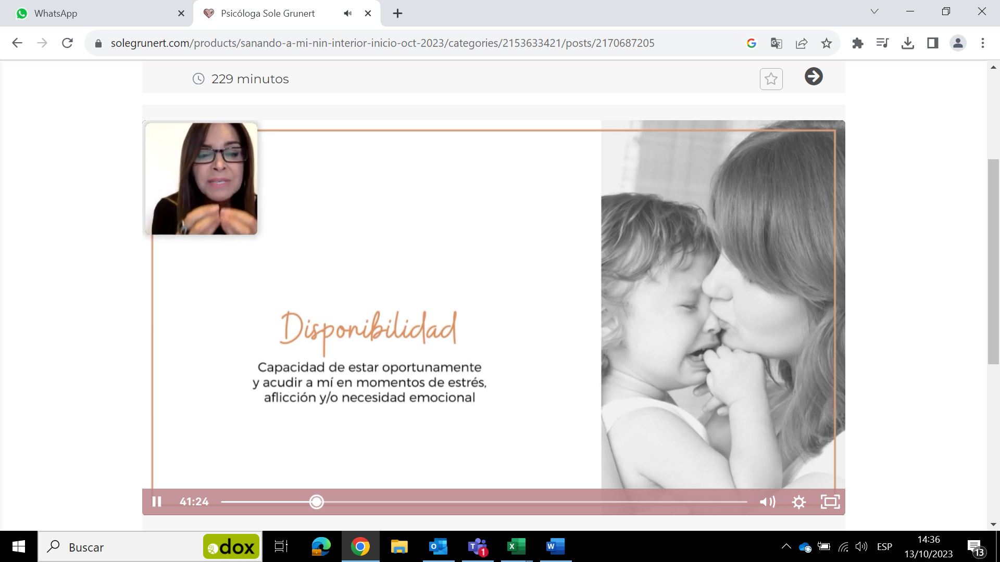 WhatsApp
Psicóloga Sole Grunert
solegrunert.com/products/sanando-a-mi-nin-interior-inicio-oct-2023/categories/2153633421/posts/2170687205
229 minutos
Disponibilidad
Capacidad de estar oportunamente
y acudir a mí en momentos de estrés,
aflicción y/o necesidad emocional
41:24
Buscar
dox
1
ESP
14:36
13/10/2023
13